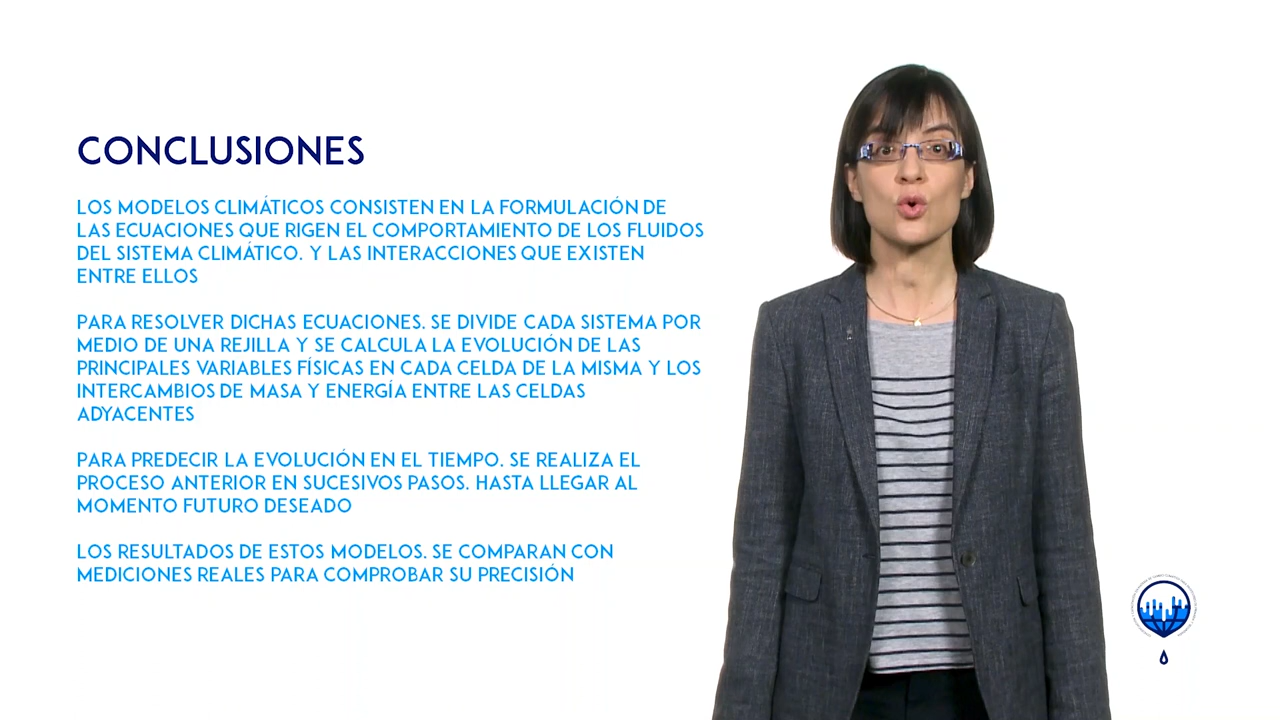 CONCLUSIONES
LOS MODELOS CLIMÁTICOS CONSISTEN EN LA FORMULACIÓN DE
LAS ECUACIONES QUE RIGEN EL COMPORTAMIENTO DE LOS FLUIDOS
DEL SISTEMA CLIMÁTICO. Y LAS INTERACCIONES QUE EXISTEN
ENTRE ELLOS
PARA RESOLVER DICHAS ECUACIONES. SE DIVIDE CADA SISTEMA POR
MEDIO DE UNA REJILLA Y SE CALCULA LA EVOLUCIÓN DE LAS
PRINCIPALES VARIABLES FÍSICAS EN CADA CELDA DE LA MISMA Y LOS
INTERCAMBIOS DE MASA Y ENERGÍA ENTRE LAS CELDAS
ADYACENTES
PARA PREDECIR LA EVOLUCIÓN EN EL TIEMPO. SE REALIZA EL
PROCESO ANTERIOR EN SUCESIVOS PASOS. HASTA LLEGAR AL
MOMENTO FUTURO DESEADO
LOS RESULTADOS DE ESTOS MODELOS. SE COMPARAN CON
MEDICIONES REALES PARA COMPROBAR SU PRECISIÓN